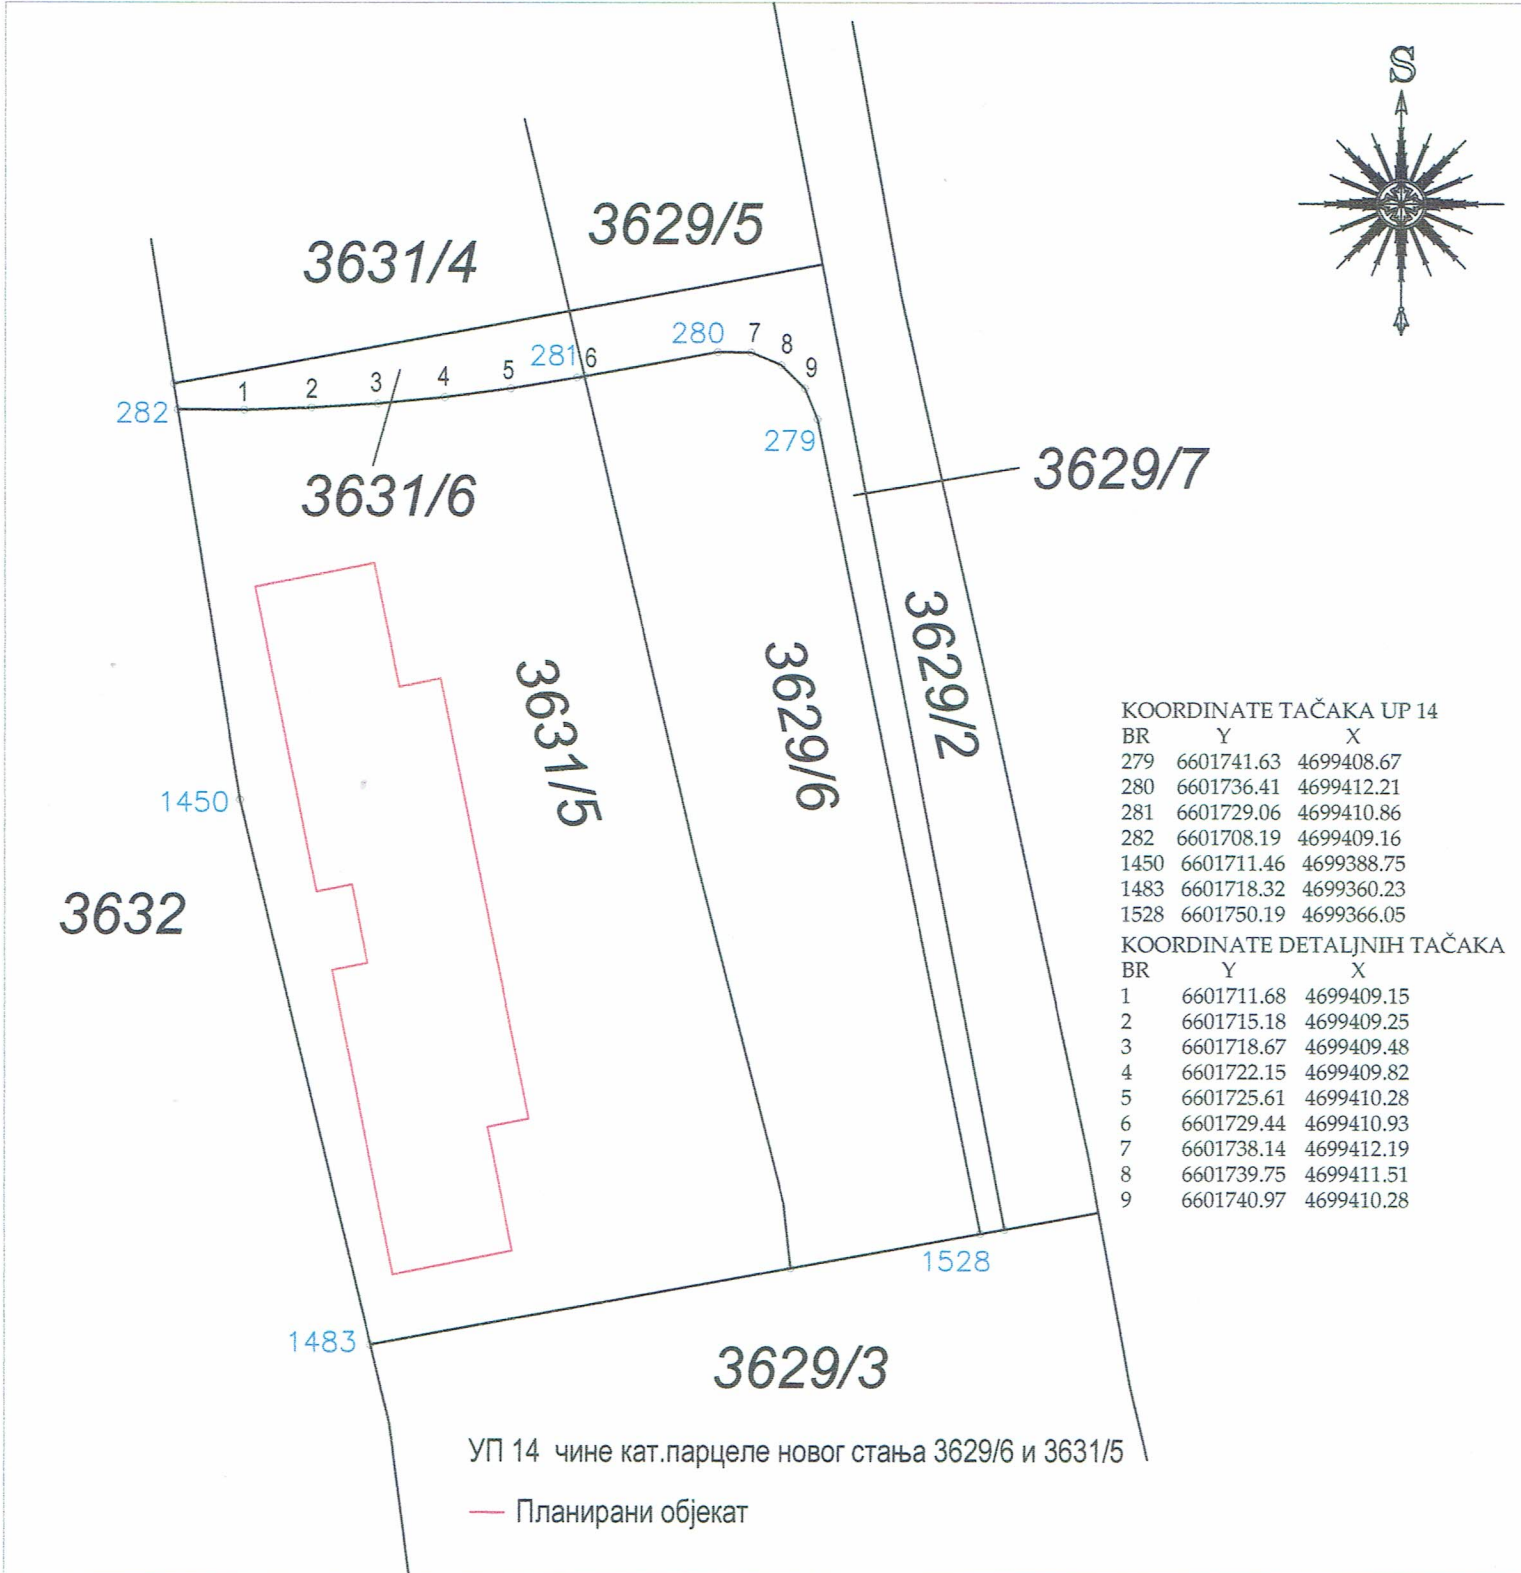 S
3629/5
3631/4
280
7
8
281
6
9
5
4
3
2
1
282
279
3629/7
3631/6
3629/2
3629/6
3631/5
KOORDINATE TAČAKA UP 14
BR Y X
279 6601741.63 4699408.67
280 6601736.41 4699412.21
281 6601729.06 4699410.86
282 6601708.19 4699409.16
1450 6601711.46 4699388.75
1483 6601718.32 4699360.23
1528 6601750.19 4699366.05
KOORDINATE DETALJNIH TAČAKA
BR Y X
1 6601711.68 4699409.15
2 6601715.18 4699409.25
3 6601718.67 4699409.48
4 6601722.15 4699409.82
5 6601725.61 4699410.28
6 6601729.44 4699410.93
7 6601738.14 4699412.19
8 6601739.75 4699411.51
9 6601740.97 4699410.28
1450
3632
1528
1483
3629/3
УП 14 чине кат.парцеле новог стања 3629/6 и 3631/5
Планирани објекат